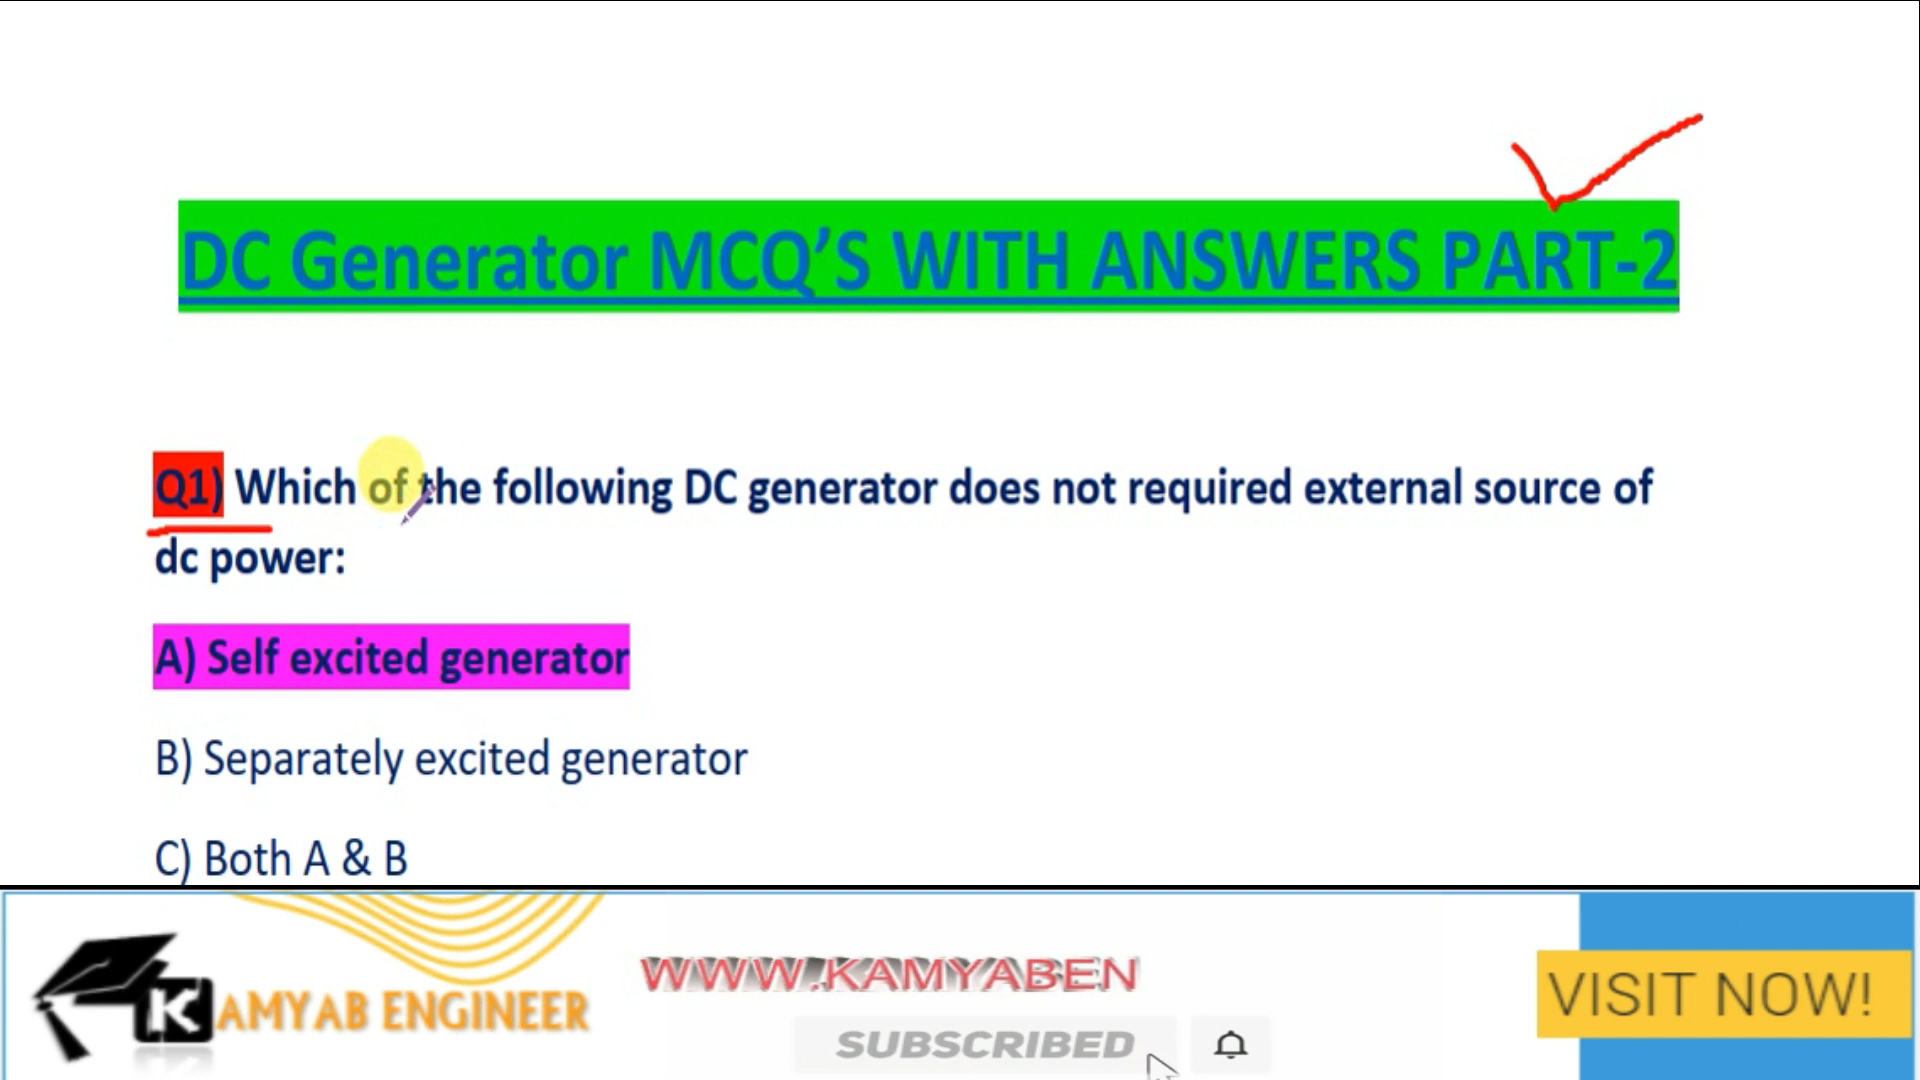 DC Generator MCQ’S WITH ANSWERS PART-2
Q1) Which of the following DC generator does not required external source of
dc power:
A) Self excited generator
B) Separately excited generator
C) Both A & B
KAMYAB ENGINEER
WWW.KAMYABEN
SUBSCRIBED
VISIT NOW!